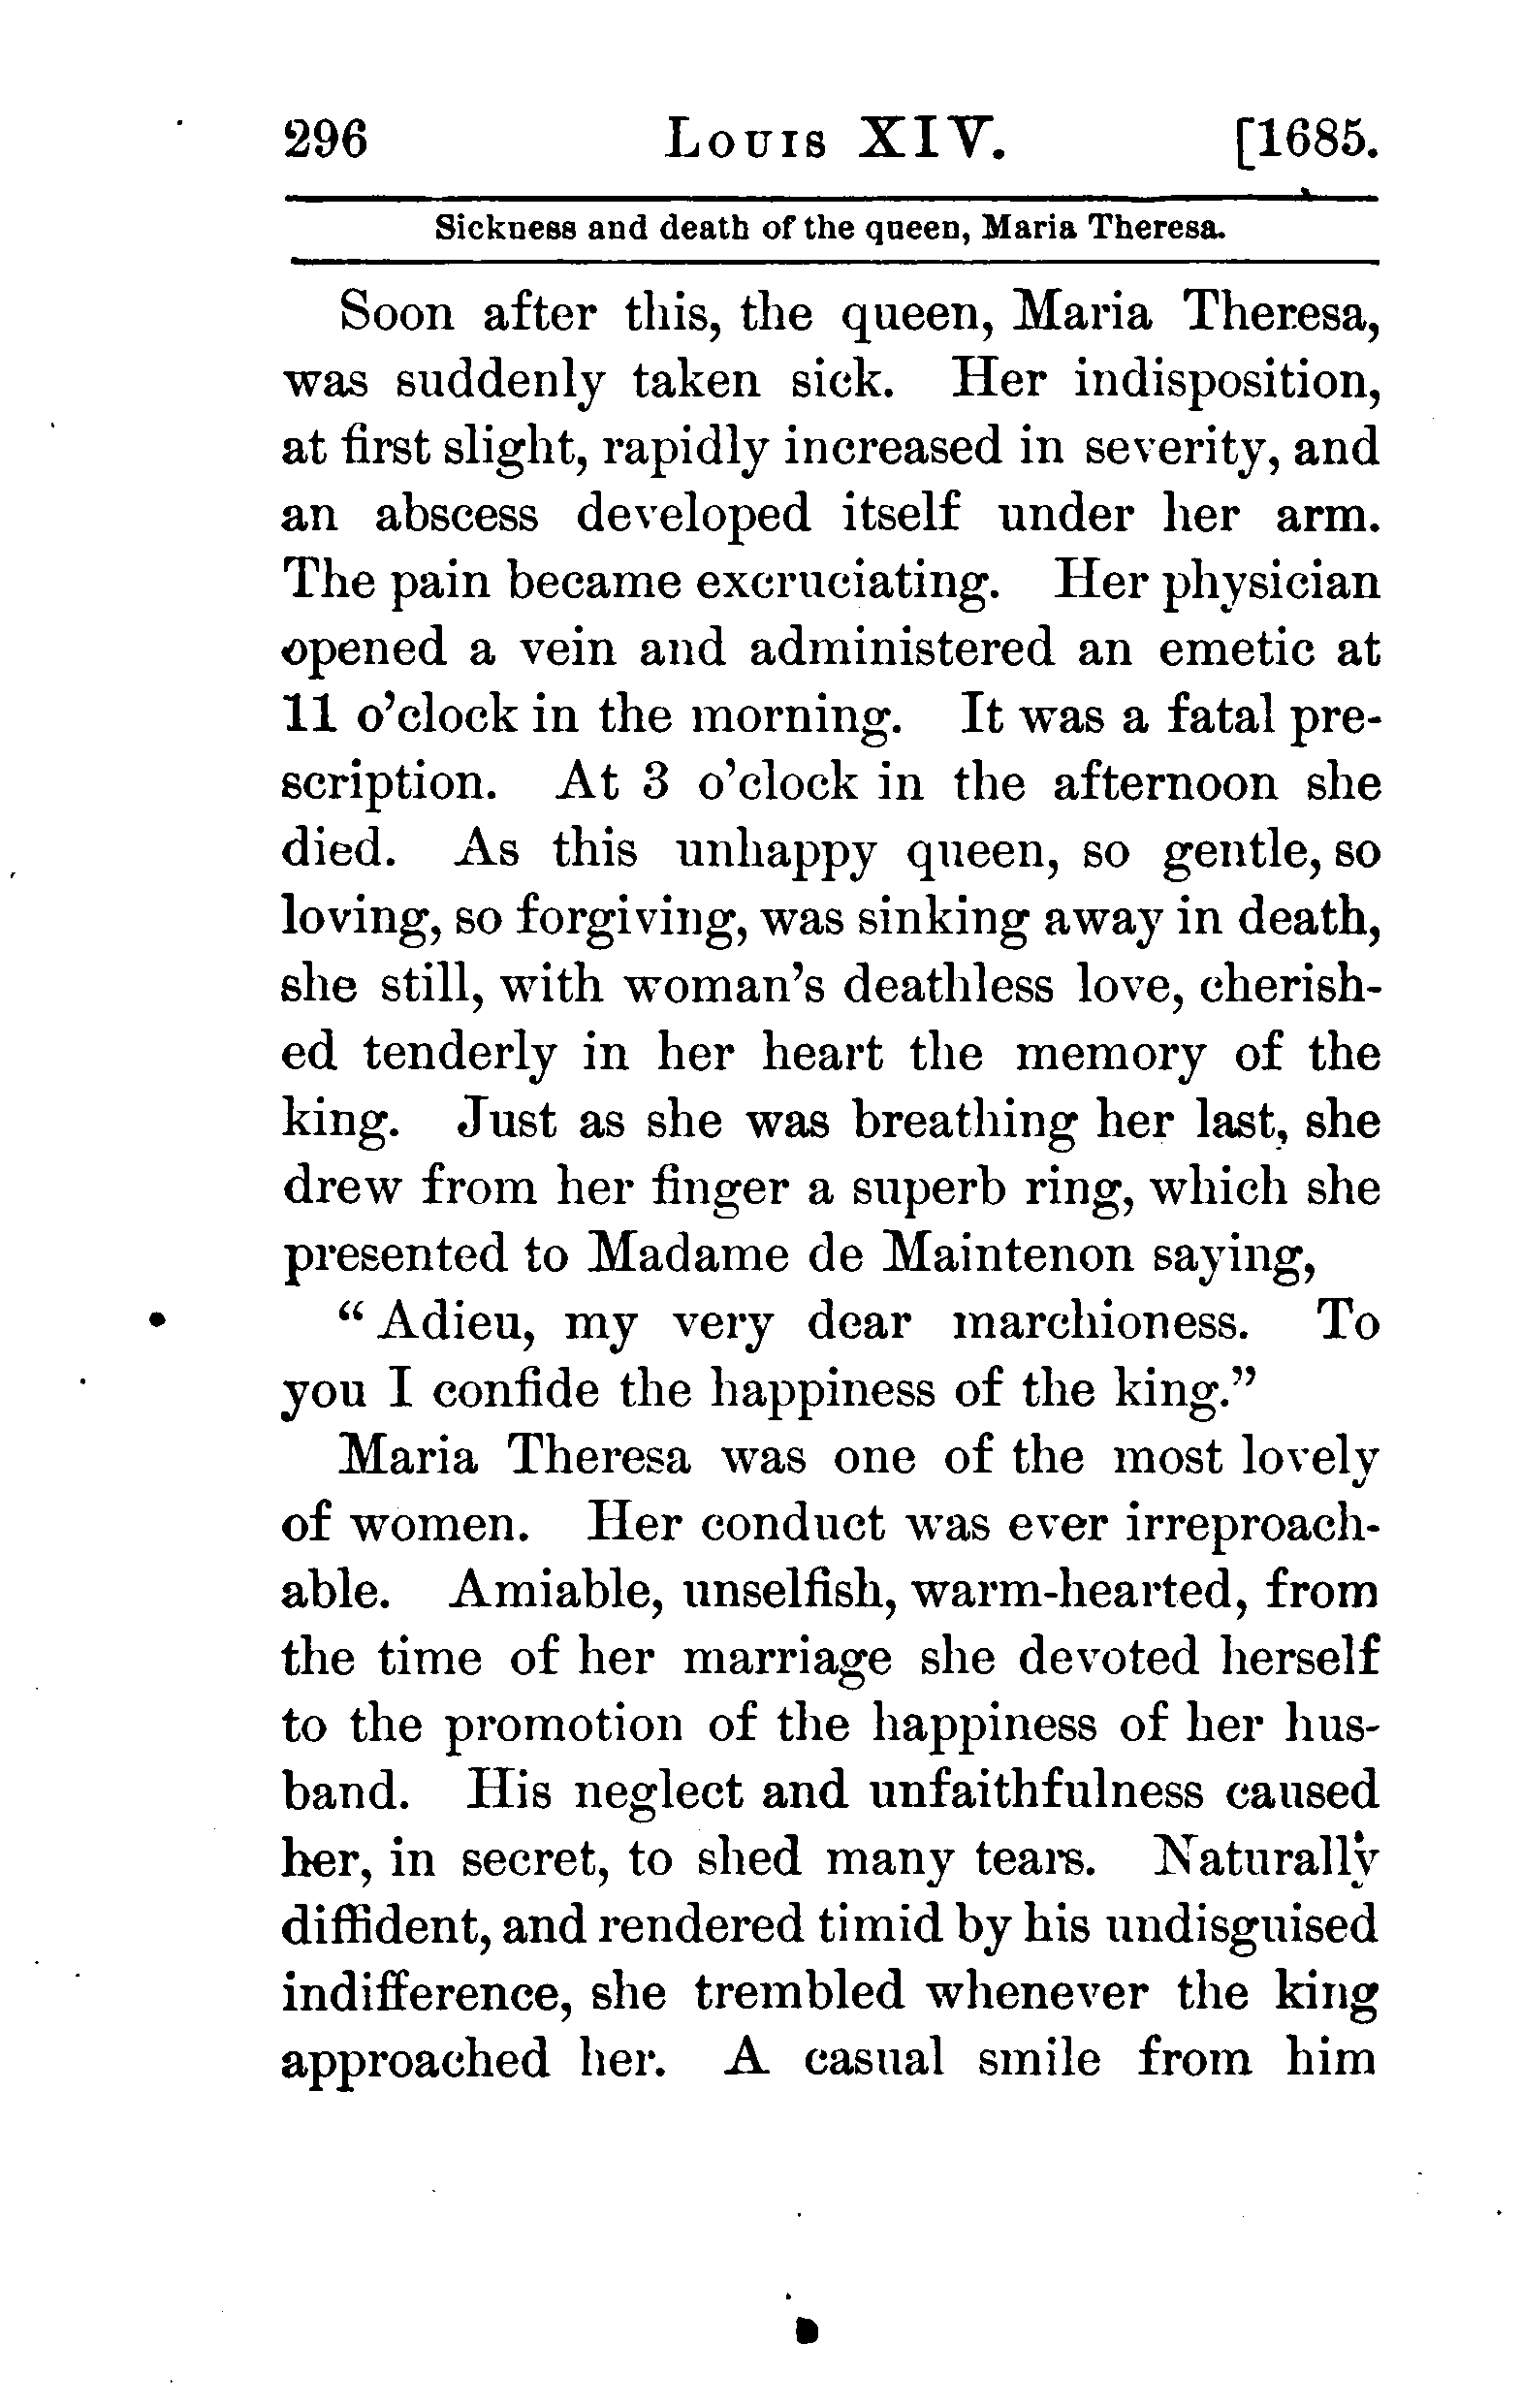 296 Louis XIV. [1685.
Sickness and death of the queen, Maria Theresa.
Soon after this, the queen, Maria Theresa,
was suddenly taken sick. Her indisposition,
at first slight, rapidly increased in severity, and
an abscess developed itself under her arm.
The pain became excruciating. Her physician
opened a vein and administered an emetic at
11 o'clock in the morning. It was a fatal pre-
scription. At 3 o'clock in the afternoon she
died. As this unhappy queen, so gentle, so
loving, so forgiving, was sinking away in death,
she still, with woman's deathless love, cherish-
ed tenderly in her heart the memory of the
king. Just as she was breathing her last, she
drew from her finger a superb ring, which she
presented to Madame de Maintenon saying,
"Adieu, my very dear marchioness. To
you I confide the happiness of the king."
Maria Theresa was one of the most lovely
of women. Her conduct was ever irreproach-
able. Amiable, unselfish, warm-hearted, from
the time of her marriage she devoted herself
to the promotion of the happiness of her hus-
band. His neglect and unfaithfulness caused
her, in secret, to shed many tears. Naturally
diffident, and rendered timid by his undisguised
indifference, she trembled whenever the king
approached her. A casual smile from him